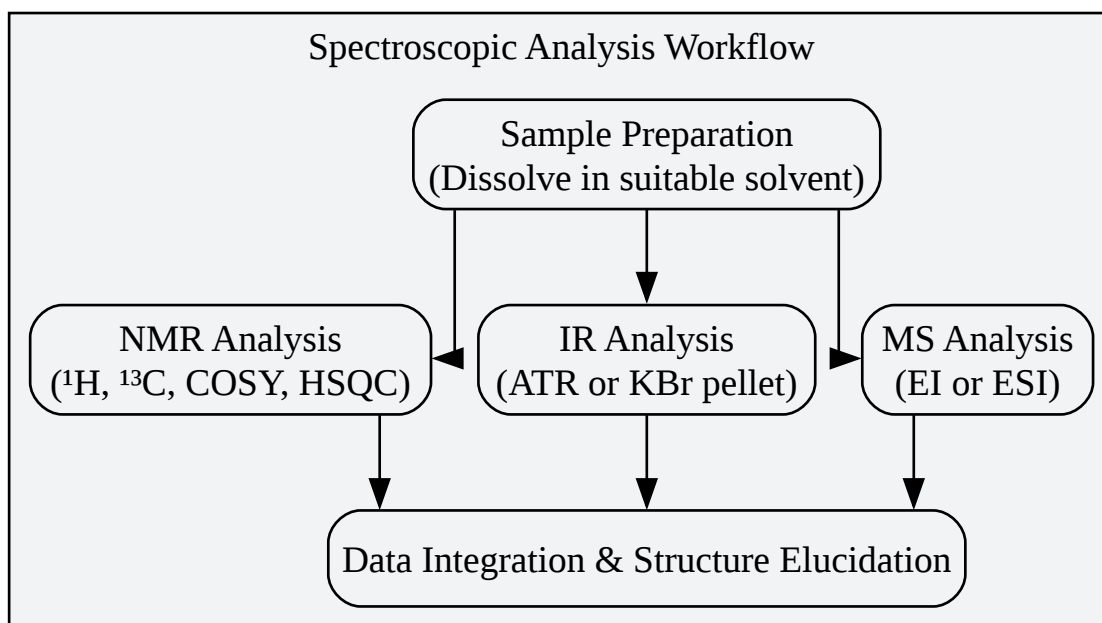 Spectroscopic Analysis Workflow
Sample Preparation
(Dissolve in suitable solvent)
NMR Analysis
(¹H, ¹³C, COSY, HSQC)
IR Analysis
(ATR or KBr pellet)
MS Analysis
(EI or ESI)
Data Integration & Structure Elucidation